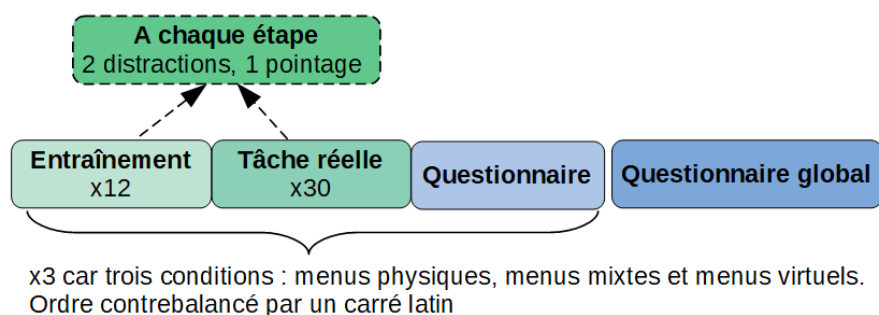 A chaque étape
2 distractions, 1 pointage
Entraînement
x12
Tâche réelle
x30
Questionnaire
Questionnaire global
x3 car trois conditions : menus physiques, menus mixtes et menus virtuels.
Ordre contrebalancé par un carré latin